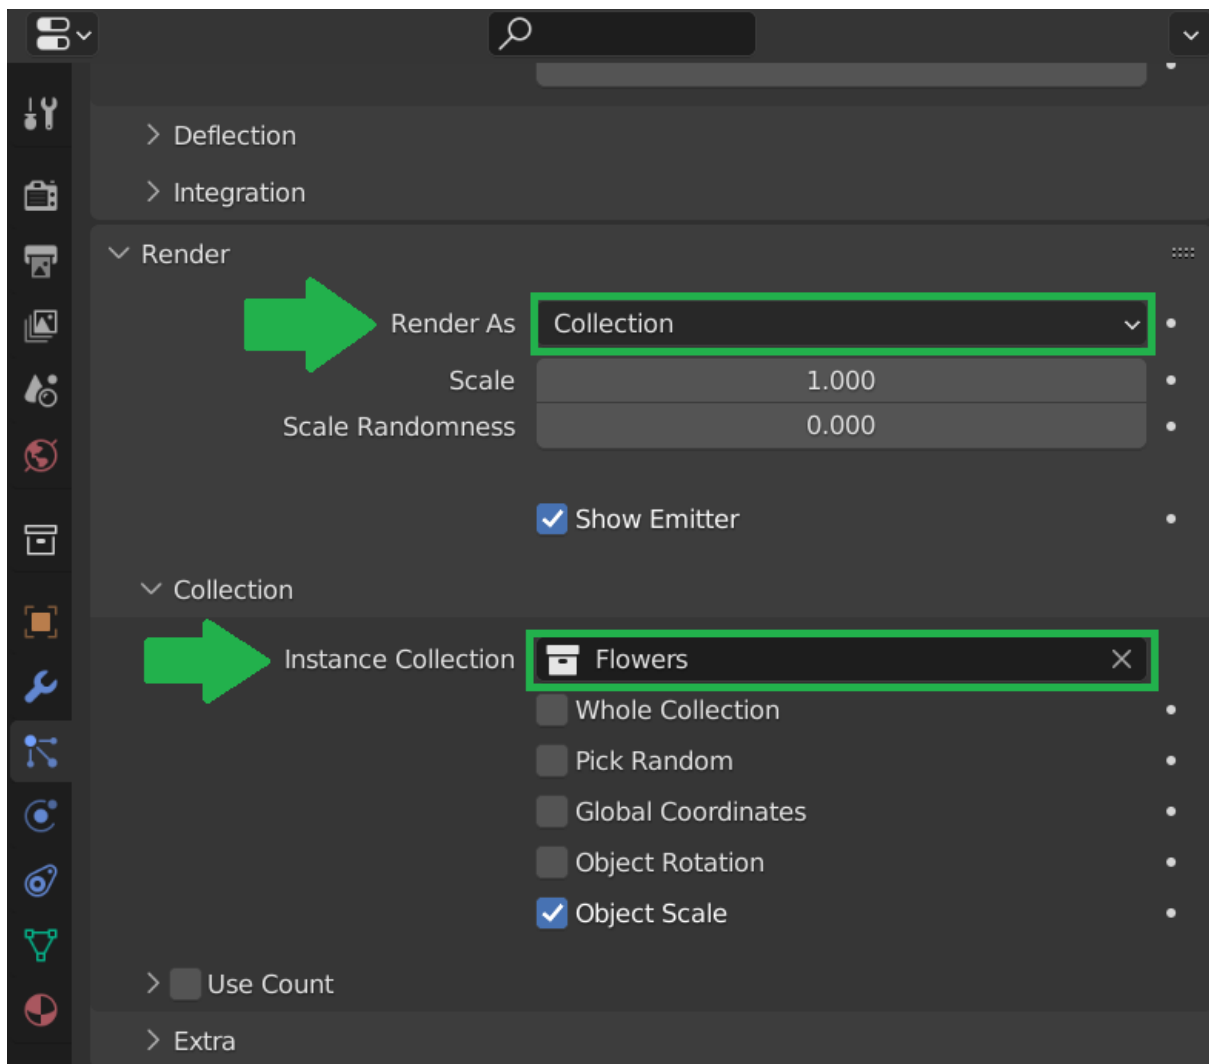 Deflection
Integration
Render
Render As Collection
Scale 1.000
Scale Randomness 0.000
Show Emitter
Collection
Instance Collection Flowers
Whole Collection
Pick Random
Global Coordinates
Object Rotation
Object Scale
Use Count
Extra